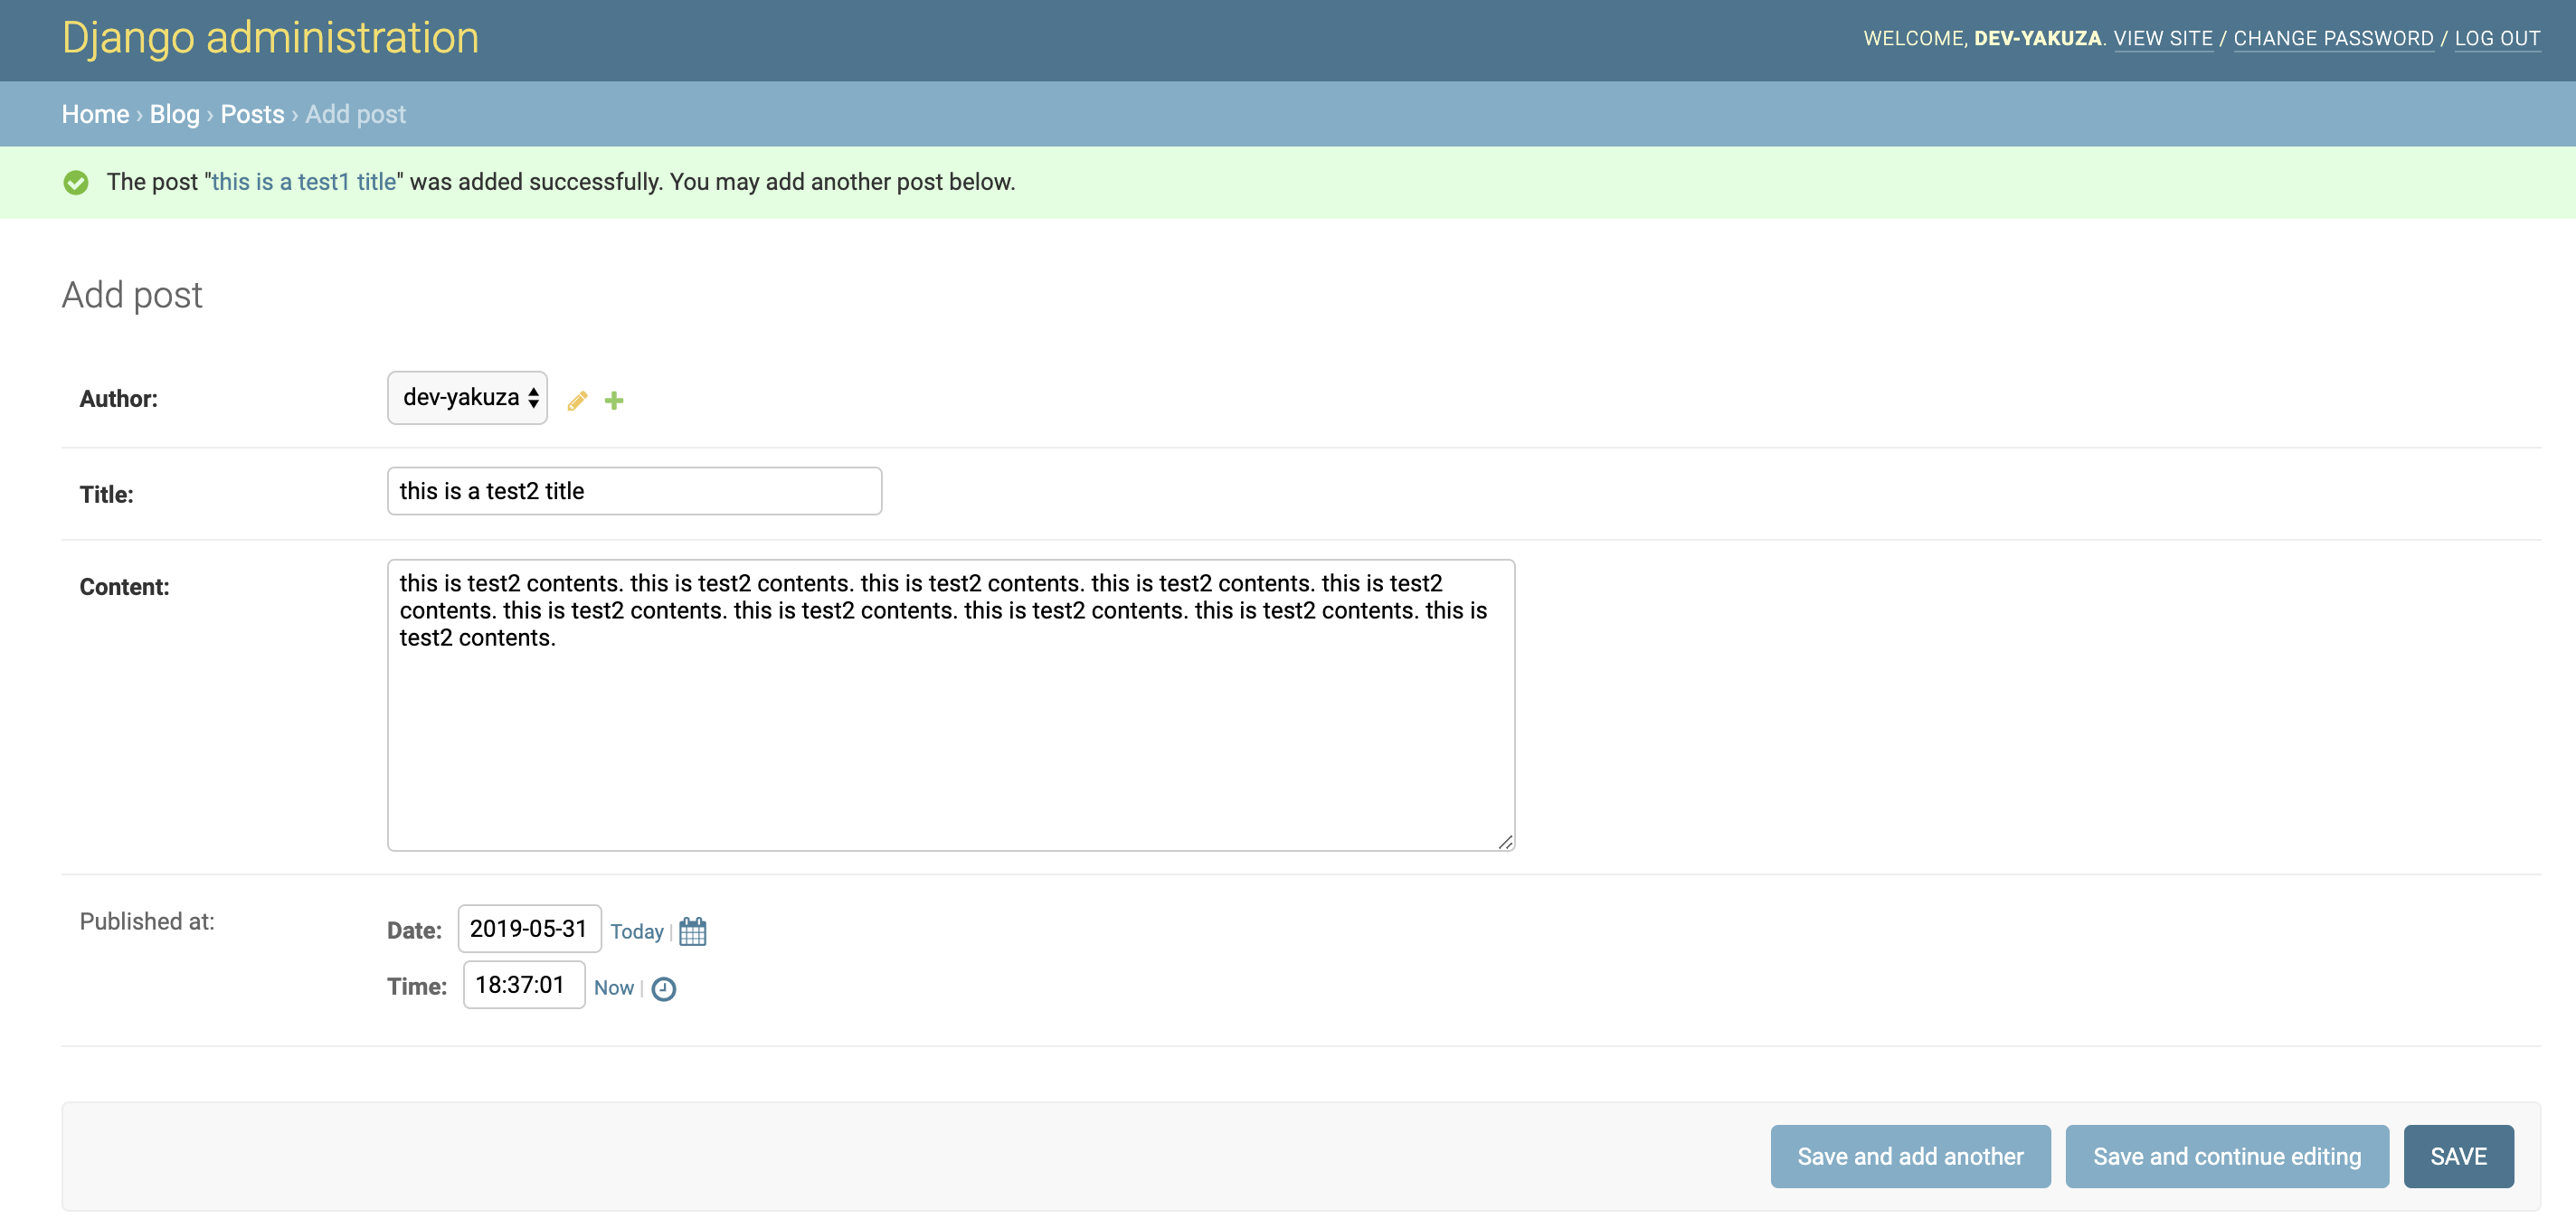 Django administration
WELCOME, DEV-YAKUZA. VIEW SITE / CHANGE PASSWORD / LOG OUT
Home › Blog › Posts › Add post
The post "this is a test1 title" was added successfully. You may add another post below.
Add post
Author:
dev-yakuza
Title:
this is a test2 title
Content:
this is test2 contents. this is test2 contents. this is test2 contents. this is test2 contents. this is test2
contents. this is test2 contents. this is test2 contents. this is test2 contents. this is test2 contents. this is
test2 contents.
Published at:
Date: 2019-05-31 Today |
Time: 18:37:01 Now |
Save and add another
Save and continue editing
SAVE